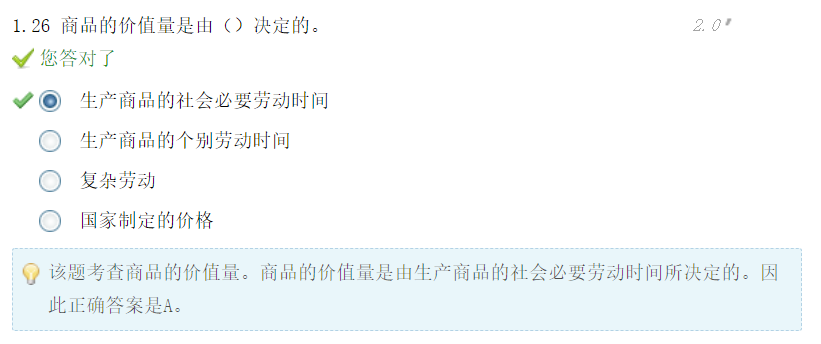 1.26 商品的价值量是由（）决定的。 2.0
您答对了
生产商品的社会必要劳动时间
生产商品的个别劳动时间
复杂劳动
国家制定的价格
该题考查商品的价值量。商品的价值量是由生产商品的社会必要劳动时间所决定的。因
此正确答案是A。